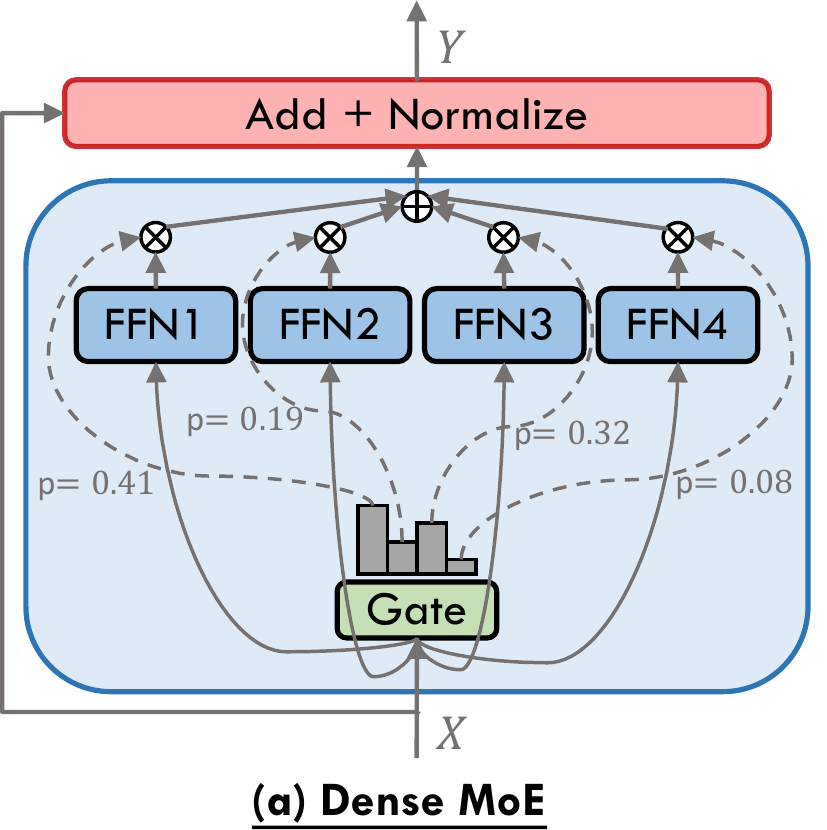 Y
Add + Normalize
FFN1 FFN2 FFN3 FFN4
p= 0.19 p= 0.32
p= 0.41 p= 0.08
Gate
X
(a) Dense MoE